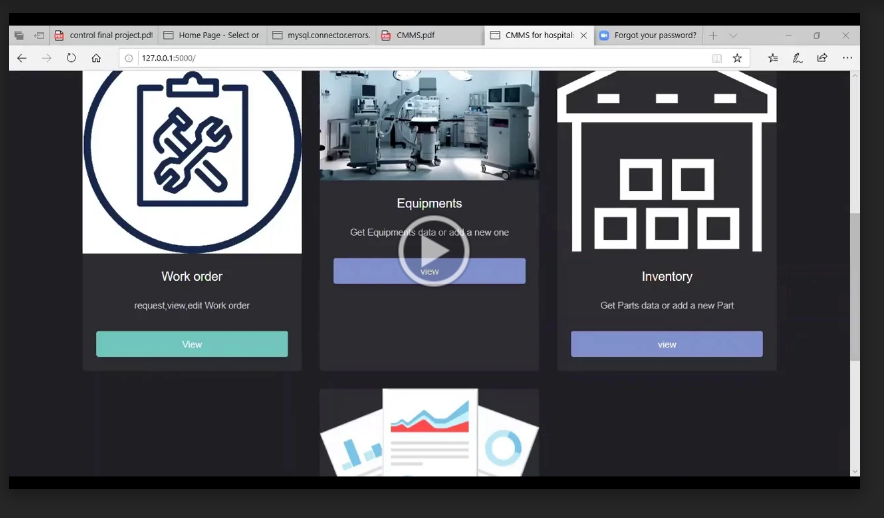 control final project.pdf
Home Page - Select or
mysql.connector.errors.
CMMS.pdf
CMMS for hospitals
Forgot your password?
127.0.0.1:5000/
Equipments
Get Equipments data or add a new one
view
Work order
request,view,edit Work order
View
Inventory
Get Parts data or add a new Part
view